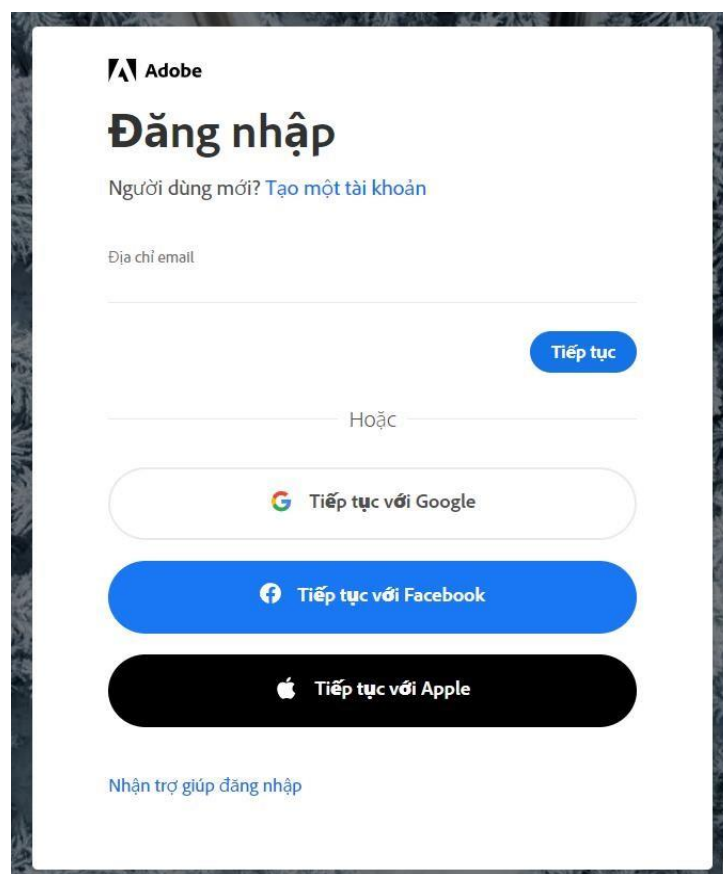 Adobe
Đăng nhập
Người dùng mới? Tạo một tài khoản
Địa chỉ email
Tiếp tục
Hoặc
Tiếp tục với Google
Tiếp tục với Facebook
Tiếp tục với Apple
Nhận trợ giúp đăng nhập